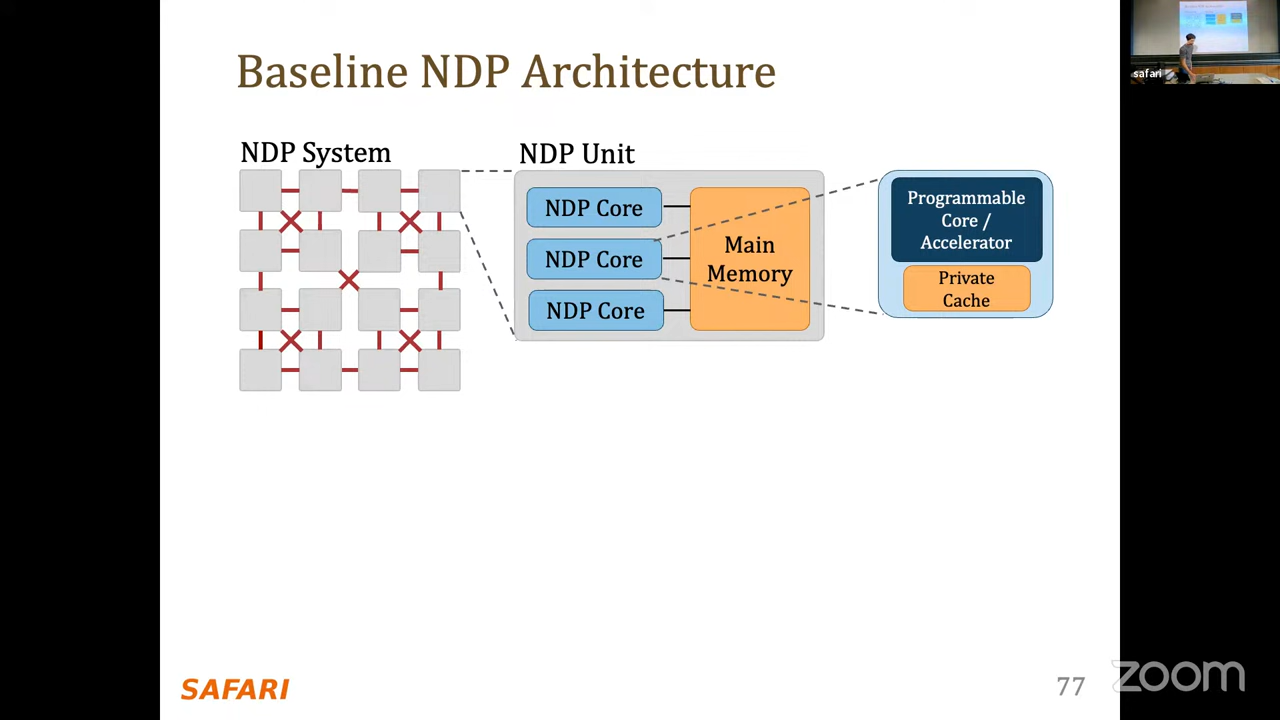 Baseline NDP Architecture
NDP System
NDP Unit
NDP Core
NDP Core
NDP Core
Main
Memory
Programmable
Core /
Accelerator
Private
Cache
safari
SAFARI
77
zoom